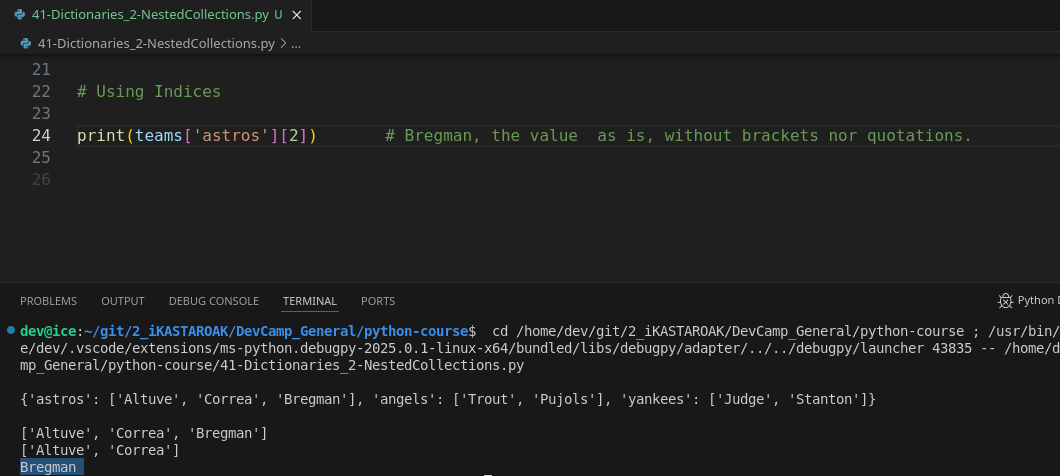 41-Dictionaries_2-NestedCollections.py U
41-Dictionaries_2-NestedCollections.py > ...
21
22 # Using Indices
23
24 print(teams['astros'][2]) # Bregman, the value  as is, without brackets nor quotations.
25
26
PROBLEMS OUTPUT DEBUG CONSOLE TERMINAL PORTS Python D
dev@ice:~/git/2_iKASTAROAK/DevCamp_General/python-course$  cd /home/dev/git/2_iKASTAROAK/DevCamp_General/python-course ; /usr/bin/
e/dev/.vscode/extensions/ms-python.debugpy-2025.0.1-linux-x64/bundled/libs/debugpy/adapter/../../debugpy/launcher 43835 -- /home/d
mp_General/python-course/41-Dictionaries_2-NestedCollections.py
{'astros': ['Altuve', 'Correa', 'Bregman'], 'angels': ['Trout', 'Pujols'], 'yankees': ['Judge', 'Stanton']}
['Altuve', 'Correa', 'Bregman']
['Altuve', 'Correa']
Bregman